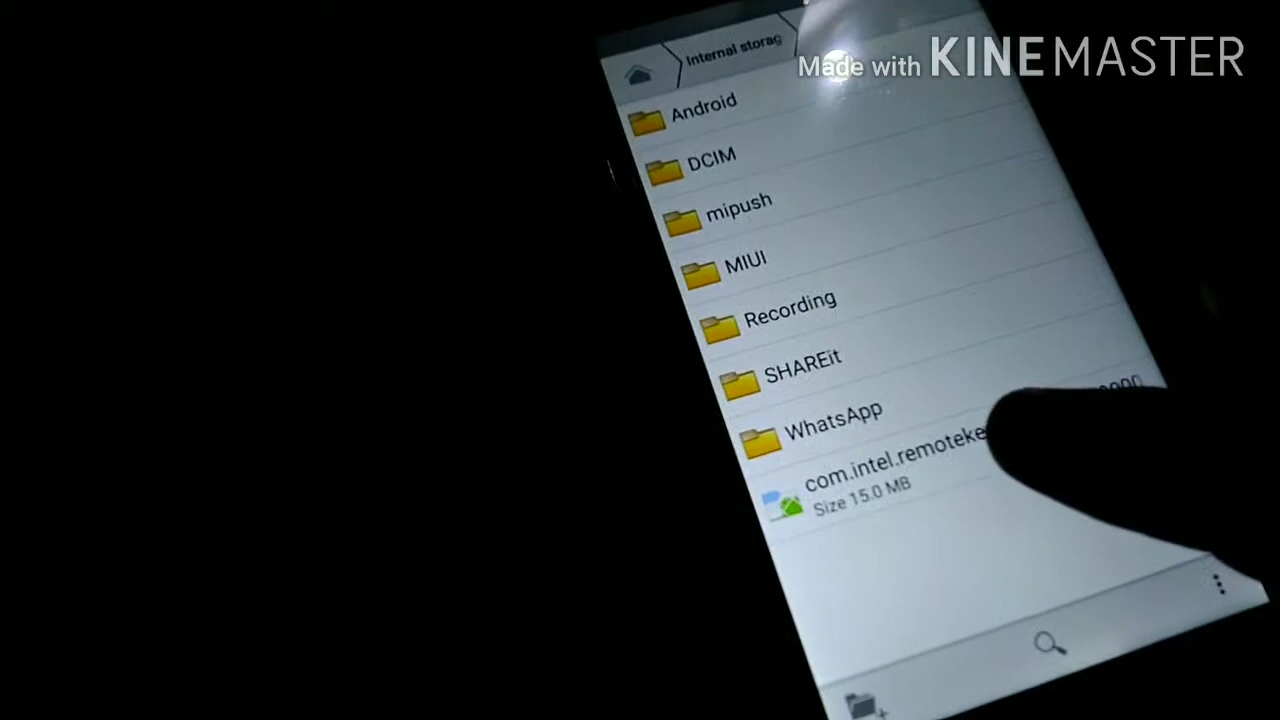 Internal storag
Made with KINEMASTER
Android
DCIM
mipush
MIUI
Recording
SHAREit
WhatsApp
com.intel.remoteke
Size 15.0 MB